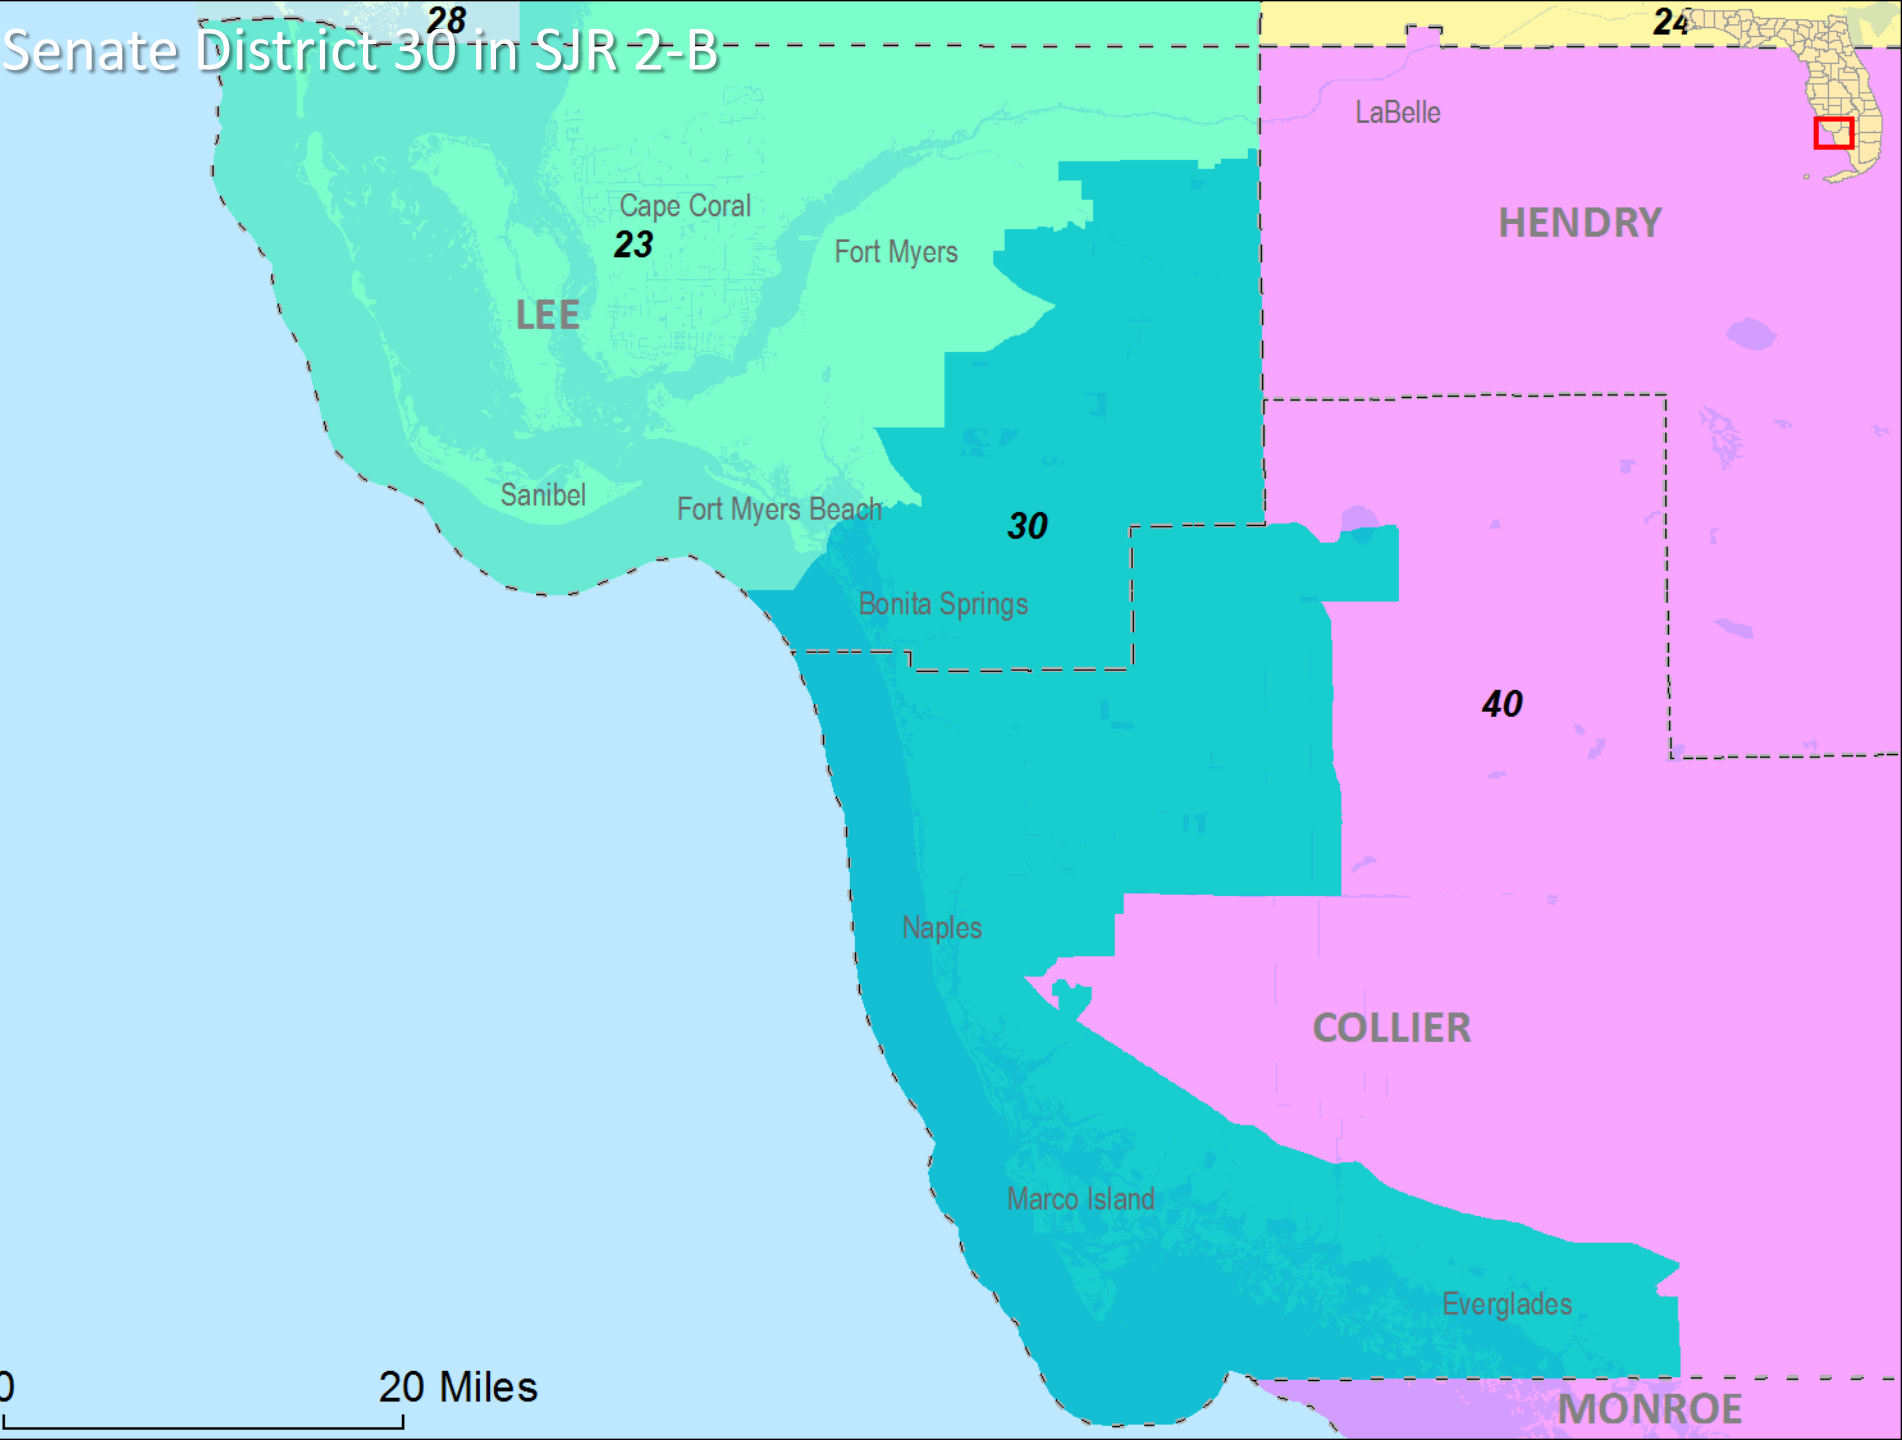 28
24
Senate District 30 in SJR 2-B
LaBelle
Cape Coral
HENDRY
23
Fort Myers
LEE
Sanibel
Fort Myers Beach
30
Bonita Springs
40
Naples
COLLIER
Marco Island
Everglades
0
20 Miles
MONROE